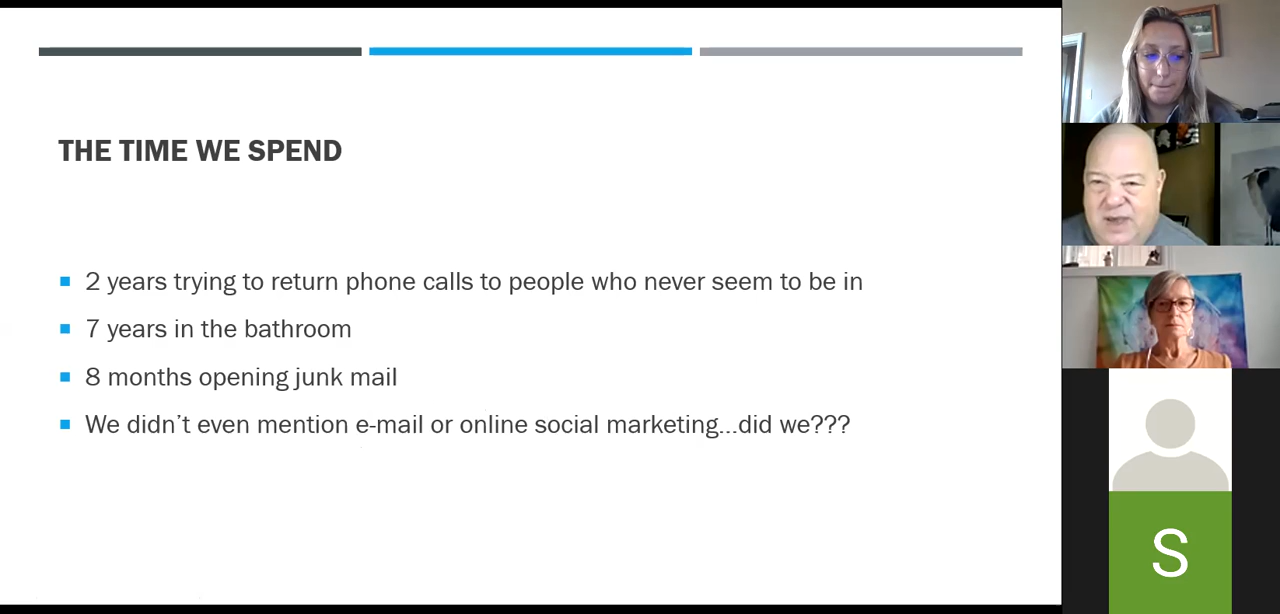 THE TIME WE SPEND
2 years trying to return phone calls to people who never seem to be in
7 years in the bathroom
8 months opening junk mail
We didn't even mention e-mail or online social marketing...did we???
S